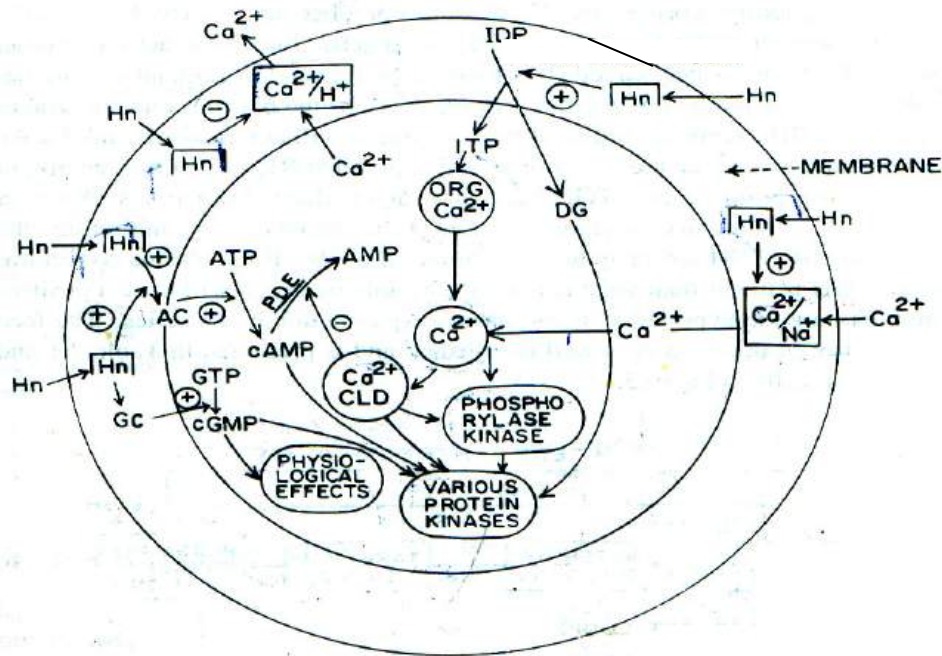 Ca2+
IDP
Ca2+/H+
Hn
Hn
⊕
Hn
⊖
Hn
Ca2+
ITP
MEMBRANE
ORG
Ca2+
DG
Hn
Hn
Hn
Hn
⊕
ATP
AMP
PDE
⊕
AC
⊕
⊖
Ca2+
Ca2+
Ca2+/
Na+
Ca2+
±
cAMP
Hn
Hn
GTP
Ca2+
CLD
⊕
Gc
cGMP
PHOSPHO
RYLASE
KINASE
PHYSIO-
LOGICAL
EFFECTS
VARIOUS
PROTEIN
KINASES